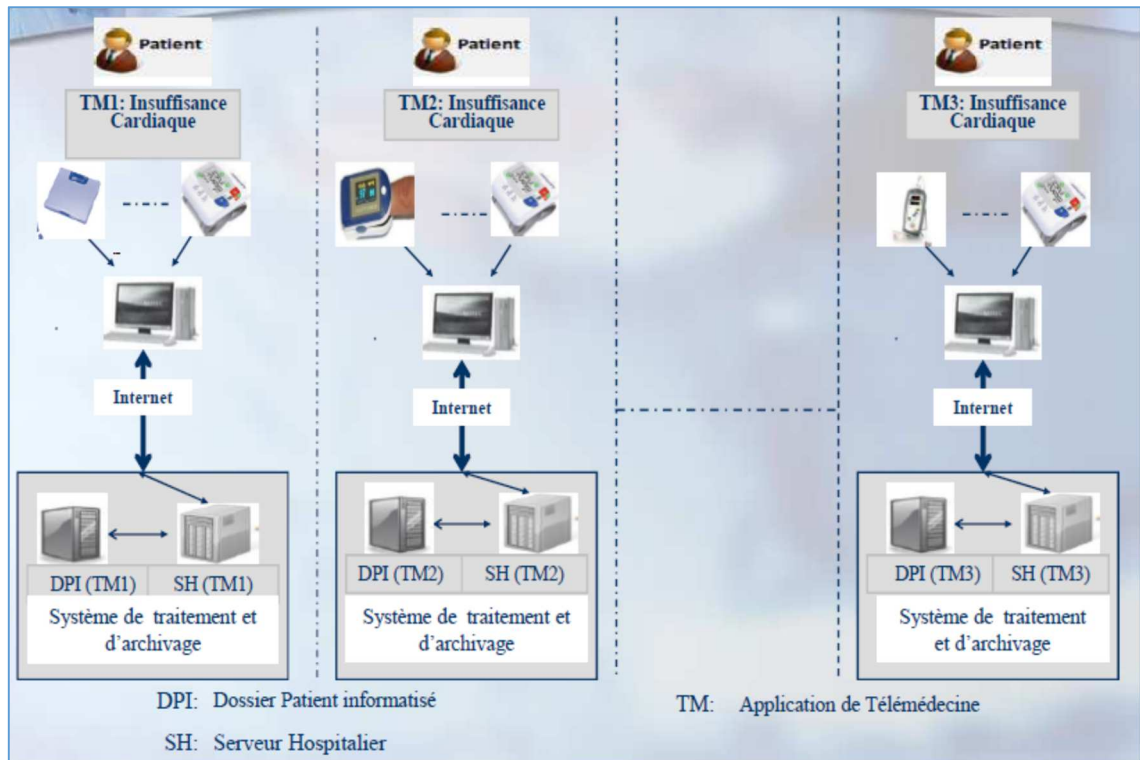 Patient
TM1: Insuffisance
Cardiaque
Internet
DPI (TM1) SH (TM1)
Système de traitement et
d'archivage
Patient
TM2: Insuffisance
Cardiaque
Internet
DPI (TM2) SH (TM2)
Système de traitement et
d'archivage
Patient
TM3: Insuffisance
Cardiaque
Internet
DPI (TM3) SH (TM3)
Système de traitement
et d'archivage
DPI: Dossier Patient informatisé
SH: Serveur Hospitalier
TM: Application de Télémédecine